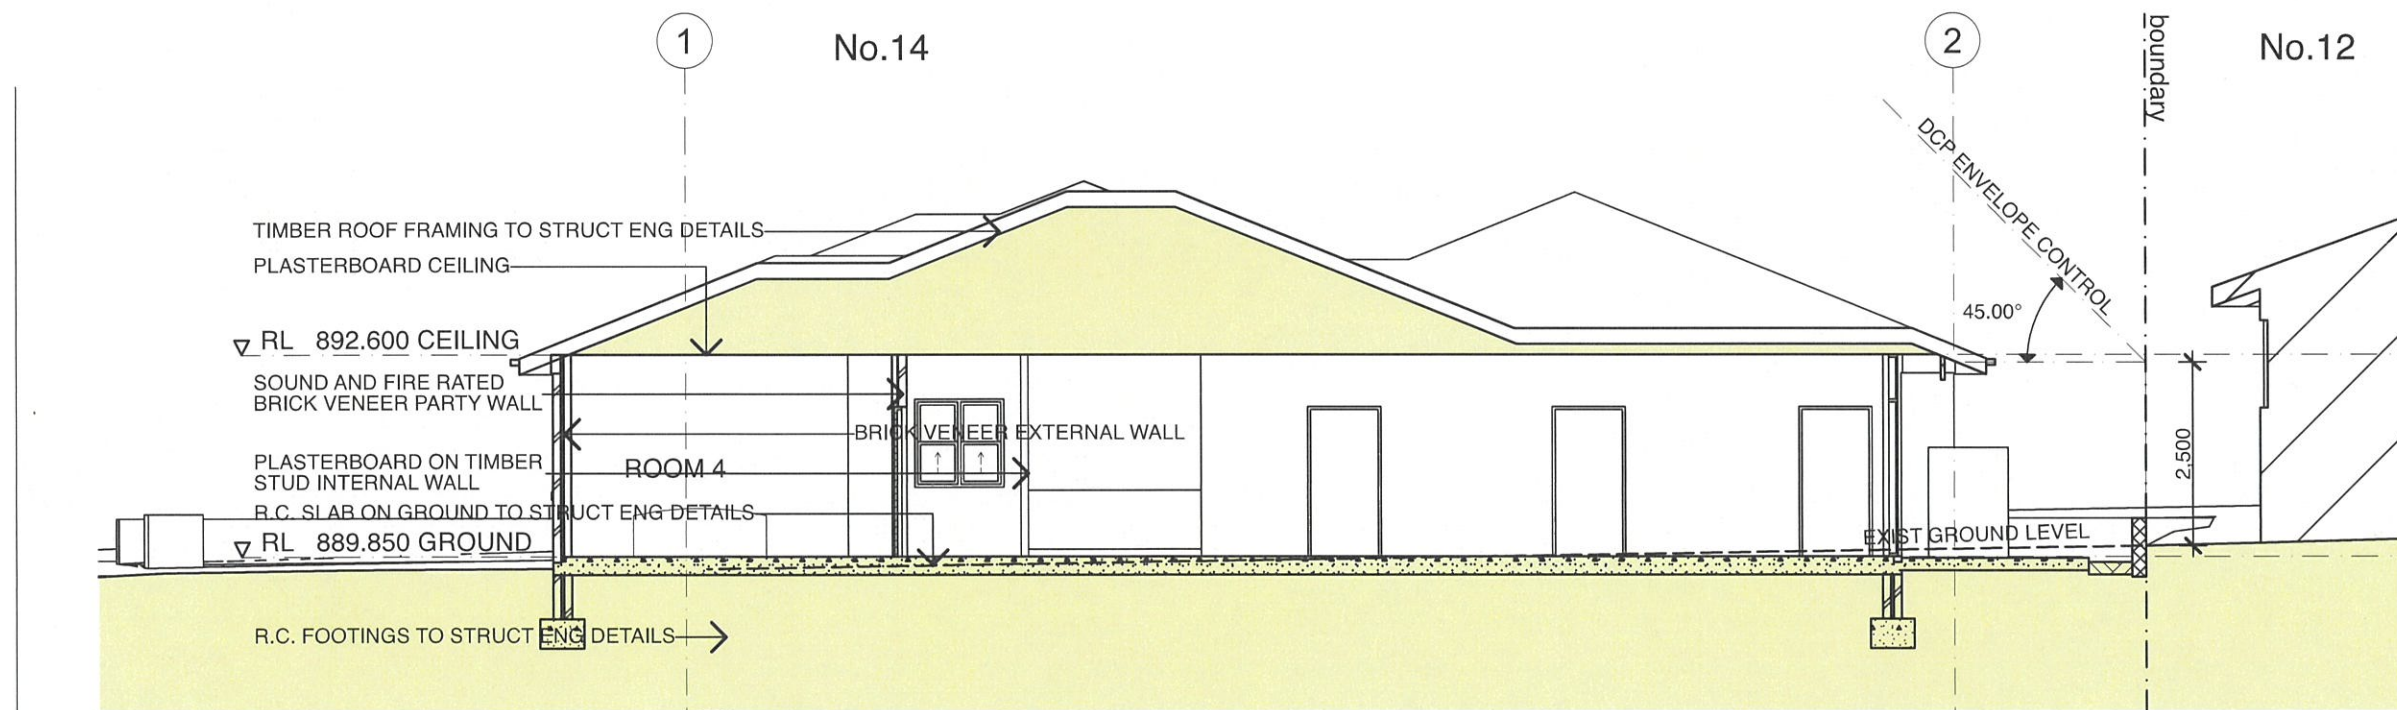 1
No.14
2
boundary
No.12
DCP ENVELOPE CONTROL
TIMBER ROOF FRAMING TO STRUCT ENG DETAILS
PLASTERBOARD CEILING
45.00°
RL 892.600 CEILING
SOUND AND FIRE RATED
BRICK VENEER PARTY WALL
BRICK VENEER EXTERNAL WALL
2,500
PLASTERBOARD ON TIMBER
STUD INTERNAL WALL
ROOM 4
R.C. SLAB ON GROUND TO STRUCT ENG DETAILS
EXIST GROUND LEVEL
RL 889.850 GROUND
R.C. FOOTINGS TO STRUCT ENG DETAILS